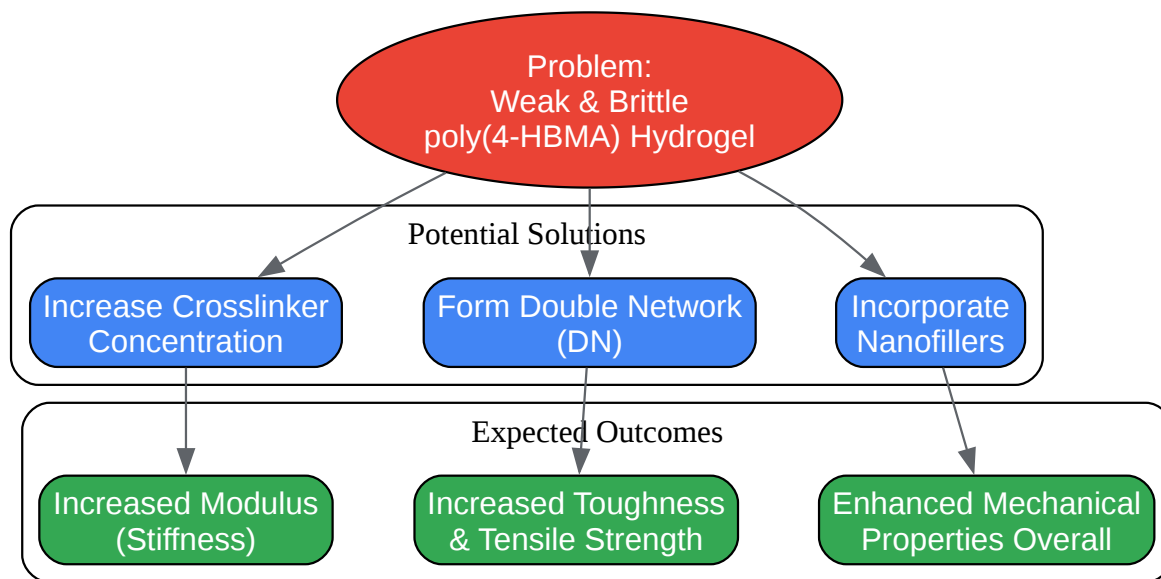 Problem:
Weak & Brittle
poly(4-HBMA) Hydrogel
Potential Solutions
Increase Crosslinker
Concentration
Form Double Network
(DN)
Incorporate
Nanofillers
Expected Outcomes
Increased Modulus
(Stiffness)
Increased Toughness
& Tensile Strength
Enhanced Mechanical
Properties Overall